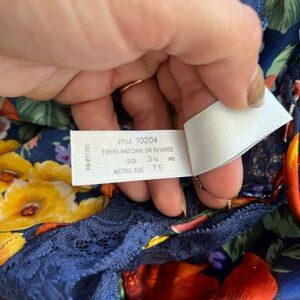 STYLE: 10204
FIBERS AND CARE ON REVERSE
SIZE 34
METRIC SIZE 75